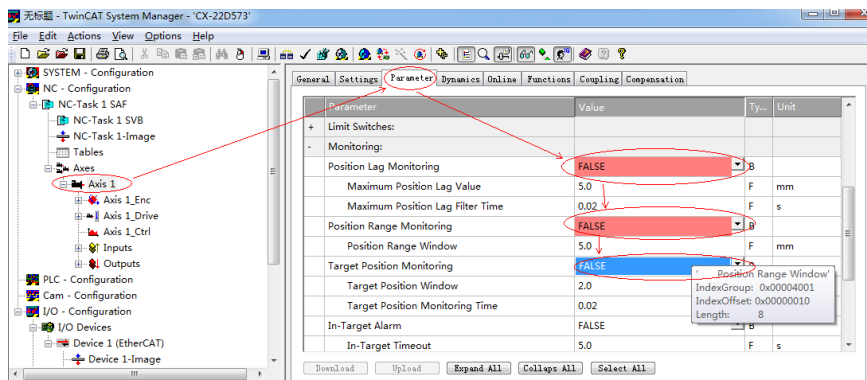 无标题 - TwinCAT System Manager - 'CX-22D573'
File Edit Actions View Options Help
SYSTEM - Configuration
NC - Configuration
NC-Task 1 SAF
NC-Task 1 SVB
NC-Task 1-Image
Tables
Axes
Axis 1
Axis 1_Enc
Axis 1_Drive
Axis 1_Ctrl
Inputs
Outputs
PLC - Configuration
Cam - Configuration
I/O - Configuration
I/O Devices
Device 1 (EtherCAT)
Device 1-Image
General Settings Parameter Dynamics Online Functions Coupling Compensation
Parameter Value Ty... Unit
+ Limit Switches:
- Monitoring:
Position Lag Monitoring FALSE B
Maximum Position Lag Value 5.0 F mm
Maximum Position Lag Filter Time 0.02 F s
Position Range Monitoring FALSE B
Position Range Window 5.0 F mm
Target Position Monitoring FALSE
Target Position Window 2.0
Target Position Monitoring Time 0.02
In-Target Alarm FALSE B
In-Target Timeout 5.0 F s
' Position Range Window'
IndexGroup: 0x00004001
IndexOffset: 0x00000010
Length: 8
Download Upload Expand All Collaps All Select All